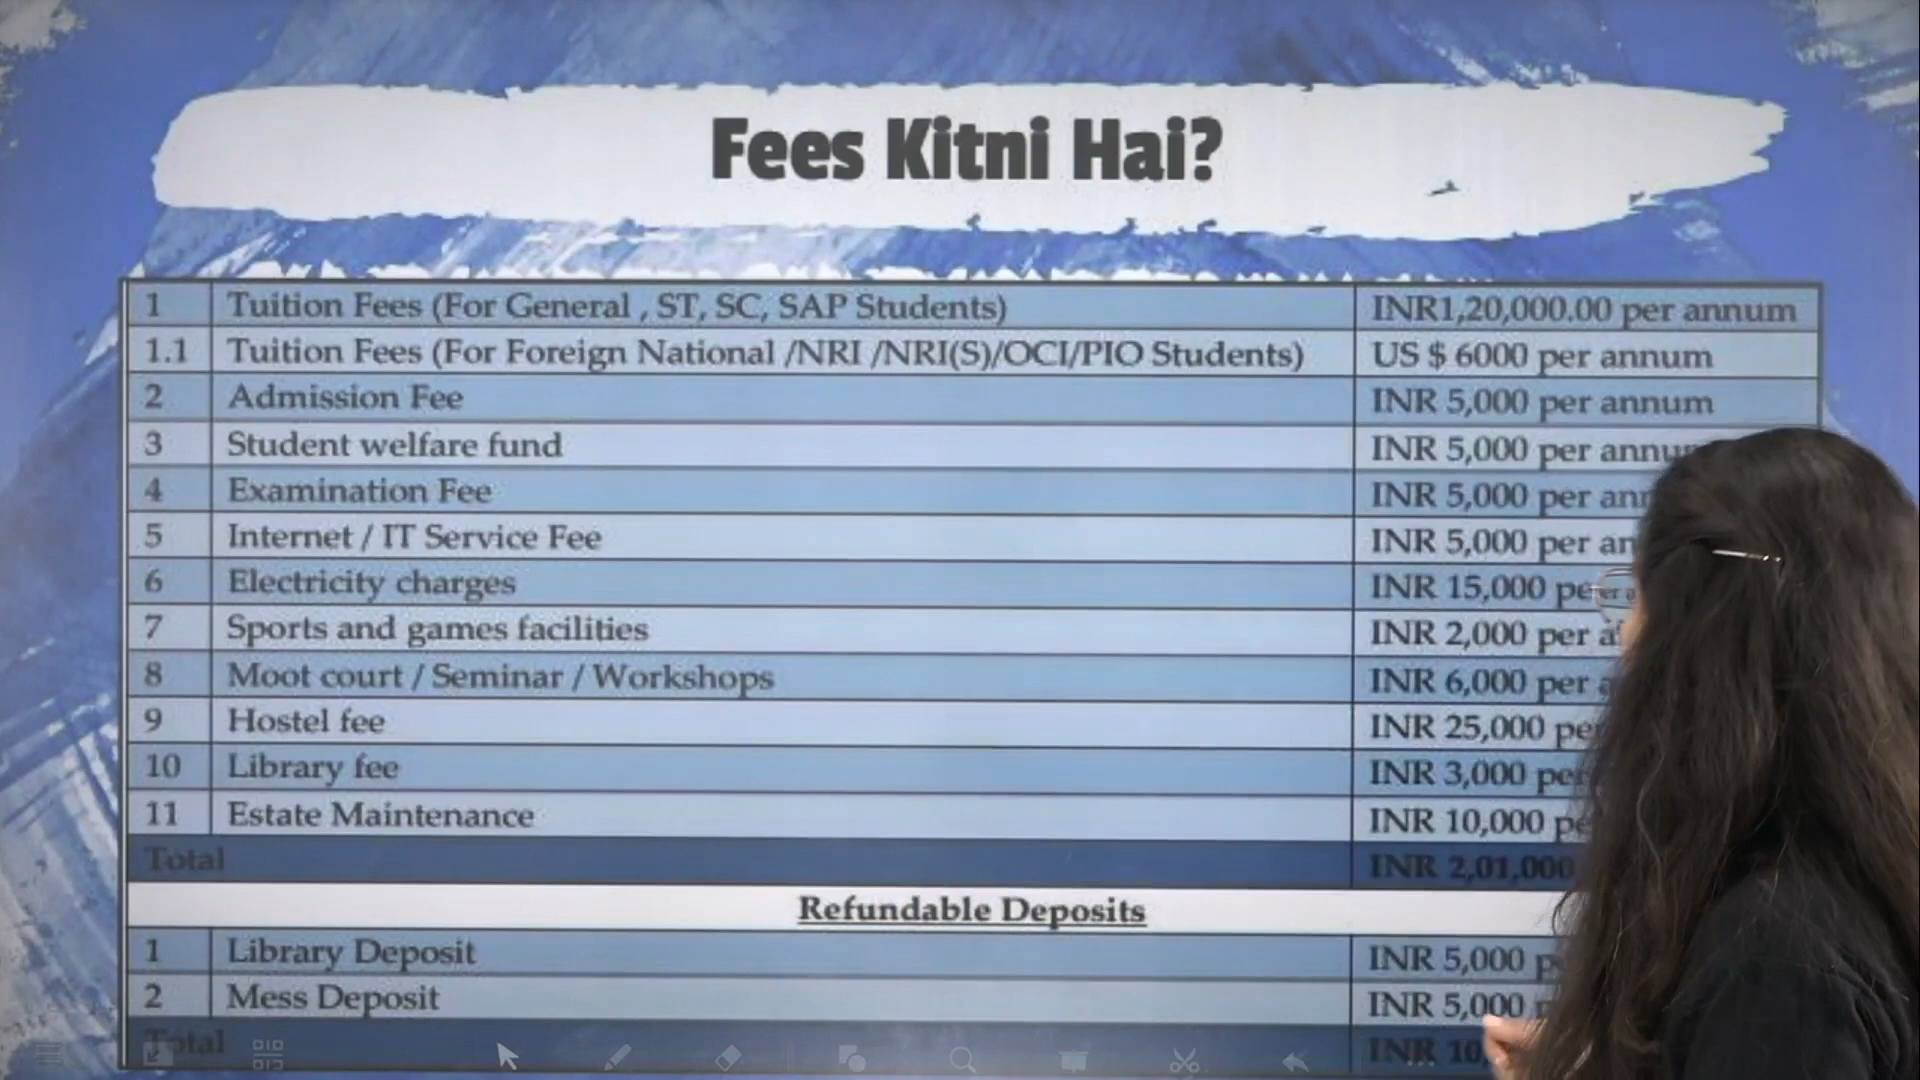 Fees Kitni Hai?
1 Tuition Fees (For General , ST, SC, SAP Students) INR1,20,000.00 per annum
1.1 Tuition Fees (For Foreign National /NRI /NRI(S)/OCI/PIO Students) US $ 6000 per annum
2 Admission Fee INR 5,000 per annum
3 Student welfare fund INR 5,000 per
4 Examination Fee INR 5,000 per
5 Internet / IT Service Fee INR 5,000 per
6 Electricity charges INR 15,000
7 Sports and games facilities INR 2,000 per
8 Moot court / Seminar / Workshops INR 6,000 per
9 Hostel fee INR 25,000
10 Library fee INR 3,000
11 Estate Maintenance INR 10,000
Total INR 2,01,000
Refundable Deposits
1 Library Deposit INR 5,000
2 Mess Deposit INR 5,000
Total INR